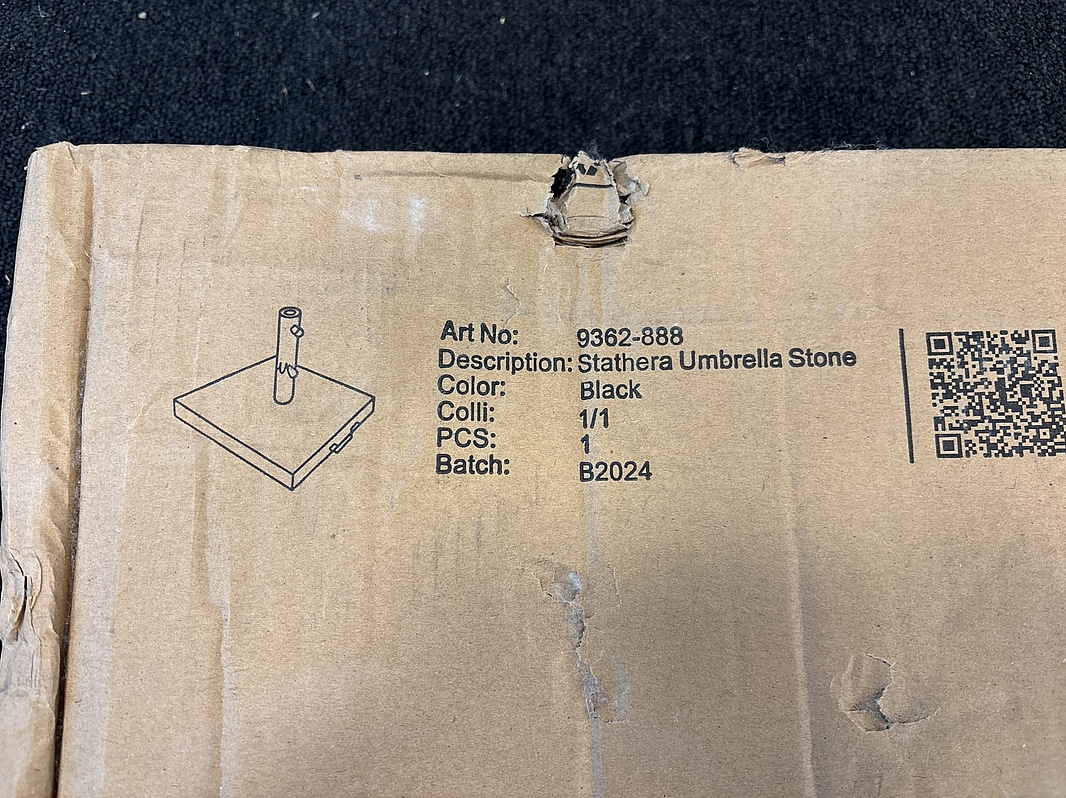 Art No: 9362-888
Description: Stathera Umbrella Stone
Color: Black
Colli: 1/1
PCS: 1
Batch: B2024